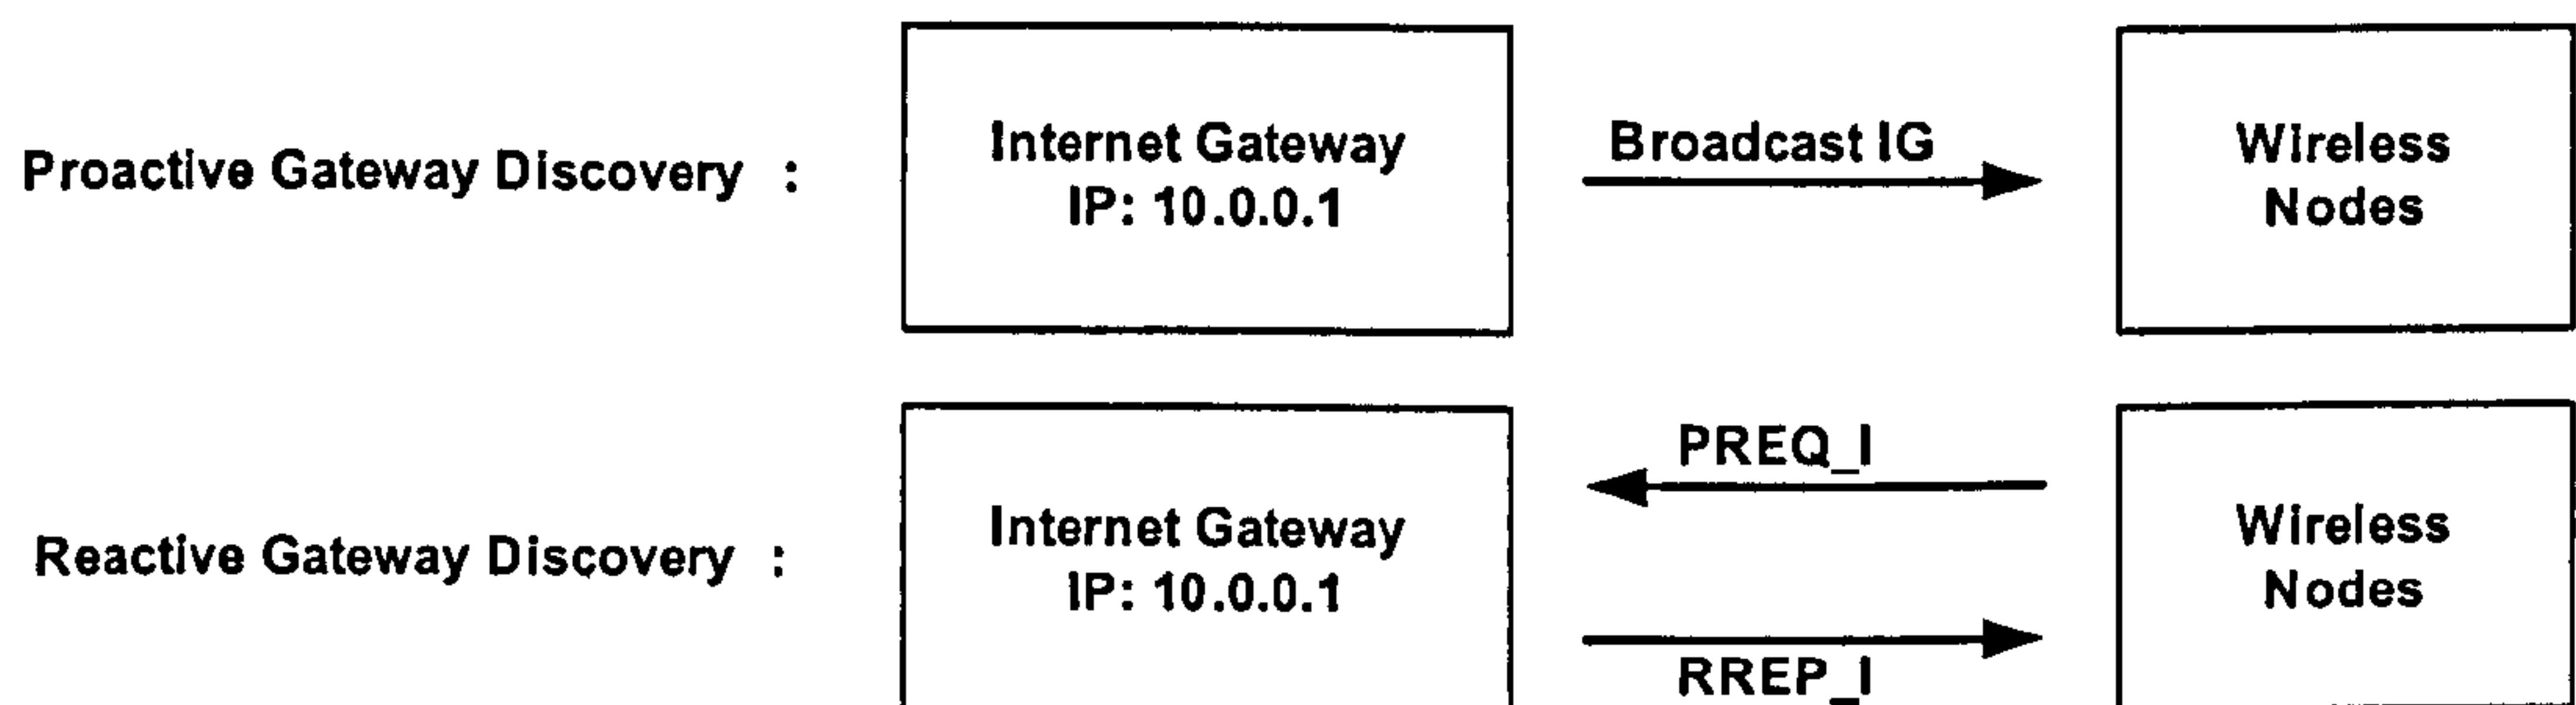 Proactive Gateway Discovery :
Internet Gateway
IP: 10.0.0.1
Broadcast IG
Wireless
Nodes
Reactive Gateway Discovery :
Internet Gateway
IP: 10.0.0.1
PREQ_I
RREP_I
Wireless
Nodes